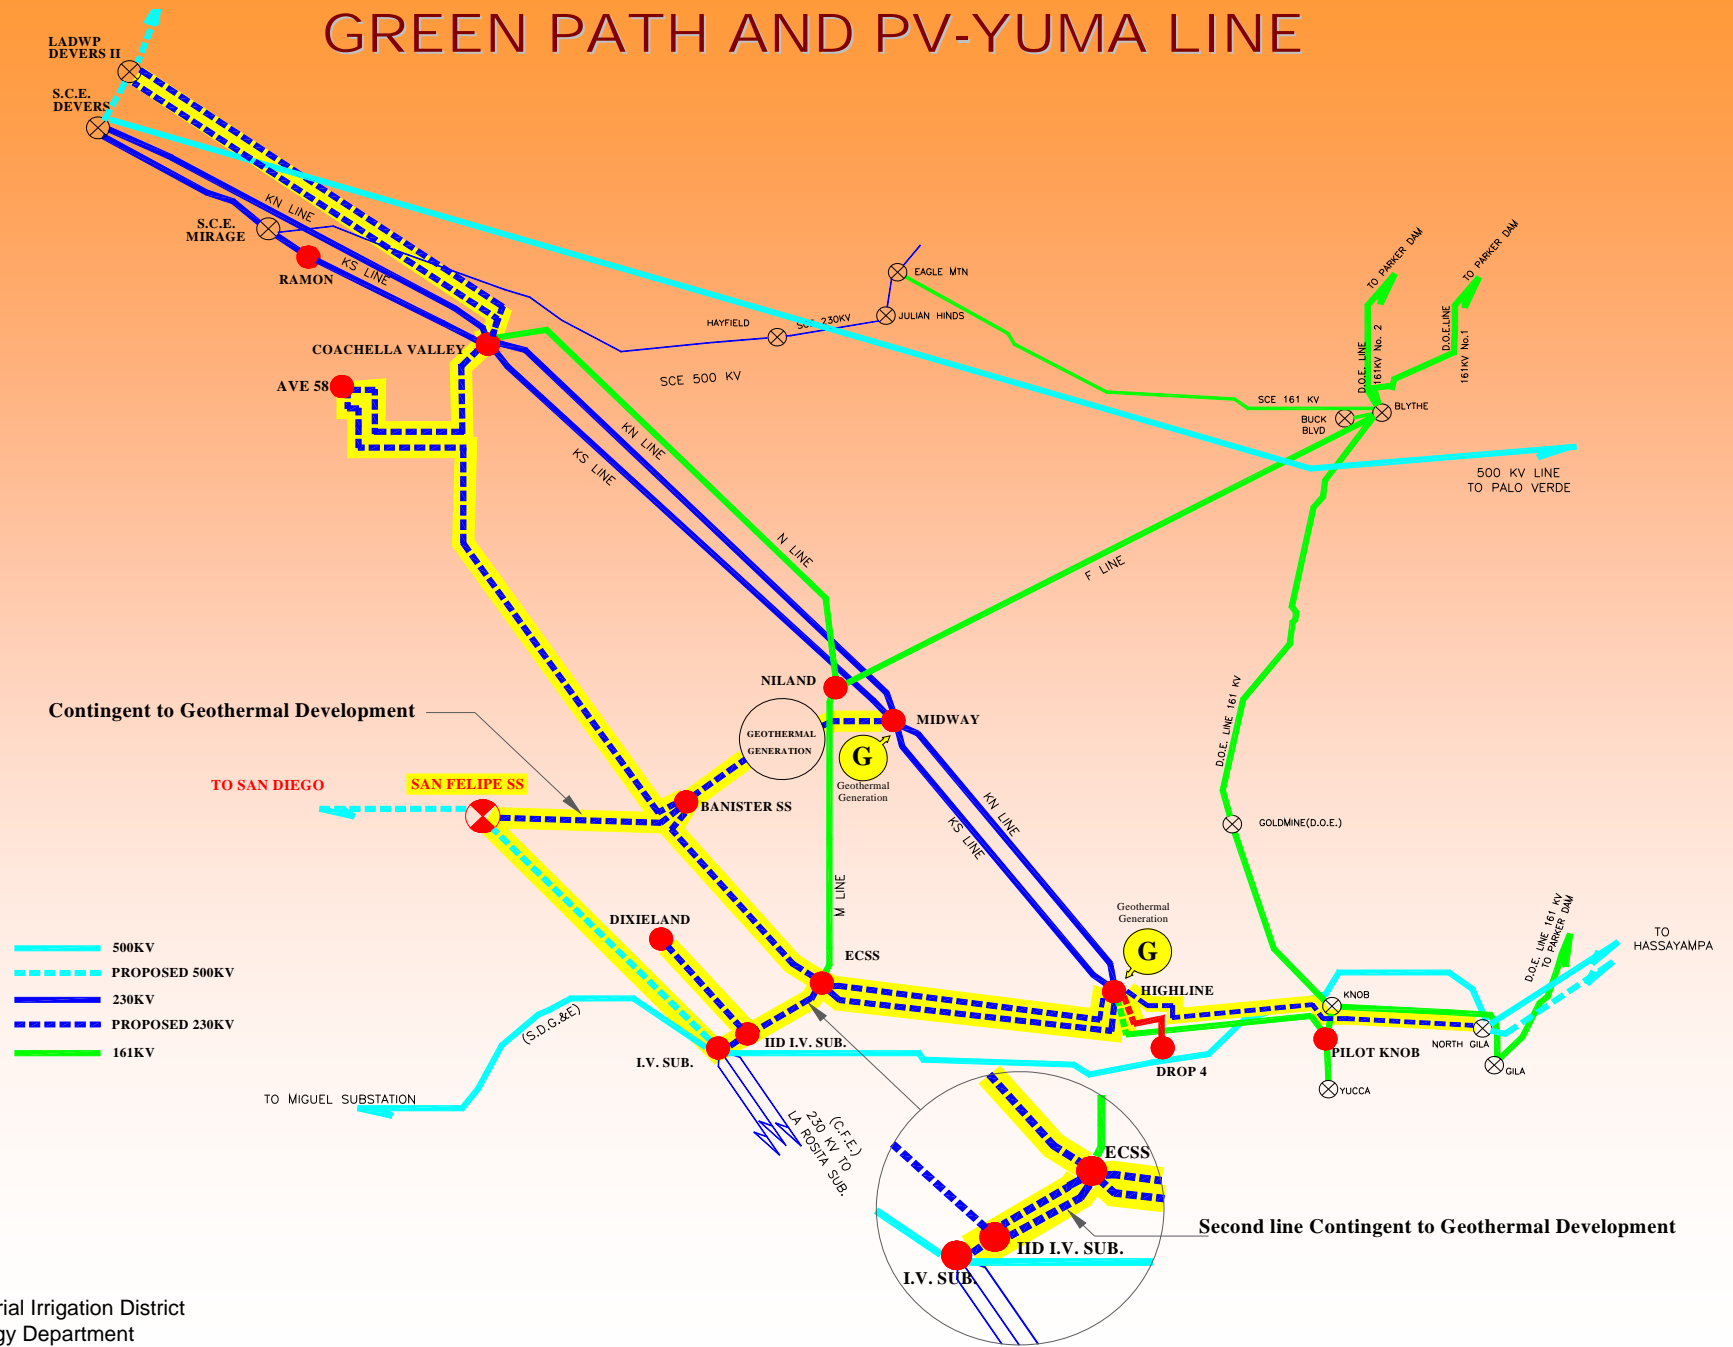 GREEN PATH AND PV-YUMA LINE
LADWP
DEVERS II
S.C.E.
DEVERS
KN LINE
S.C.E.
MIRAGE
RAMON
KS LINE
COACHELLA VALLEY
AVE 58
HAYFIELD
SCE 230KV
JULIAN HINDS
EAGLE MTN
SCE 500 KV
TO PARKER DAM
TO PARKER DAM
D.O.E. LINE
161KV No. 2
D.O.E.LINE
161KV No.1
SCE 161 KV
BUCK
BLVD
BLYTHE
500 KV LINE
TO PALO VERDE
KN LINE
KS LINE
N LINE
F LINE
NILAND
MIDWAY
GEOTHERMAL
GENERATION
G
Geothermal
Generation
Contingent to Geothermal Development
TO SAN DIEGO
SAN FELIPE SS
BANISTER SS
KN LINE
KS LINE
D.O.E. LINE 161 KV
GOLDMINE(D.O.E.)
M LINE
DIXIELAND
ECSS
Geothermal
Generation
G
HIGHLINE
D.O.E. LINE 161 KV
TO PARKER DAM
TO
HASSAYAMPA
KNOB
NORTH GILA
GILA
PILOT KNOB
YUCCA
DROP 4
500KV
PROPOSED 500KV
230KV
PROPOSED 230KV
161KV
(S.D.G.&E)
I.V. SUB.
IID I.V. SUB.
TO MIGUEL SUBSTATION
(C.F.E.)
230 KV TO
LA ROSITA SUB.
ECSS
IID I.V. SUB.
I.V. SUB.
Second line Contingent to Geothermal Development
rial Irrigation District
gy Department